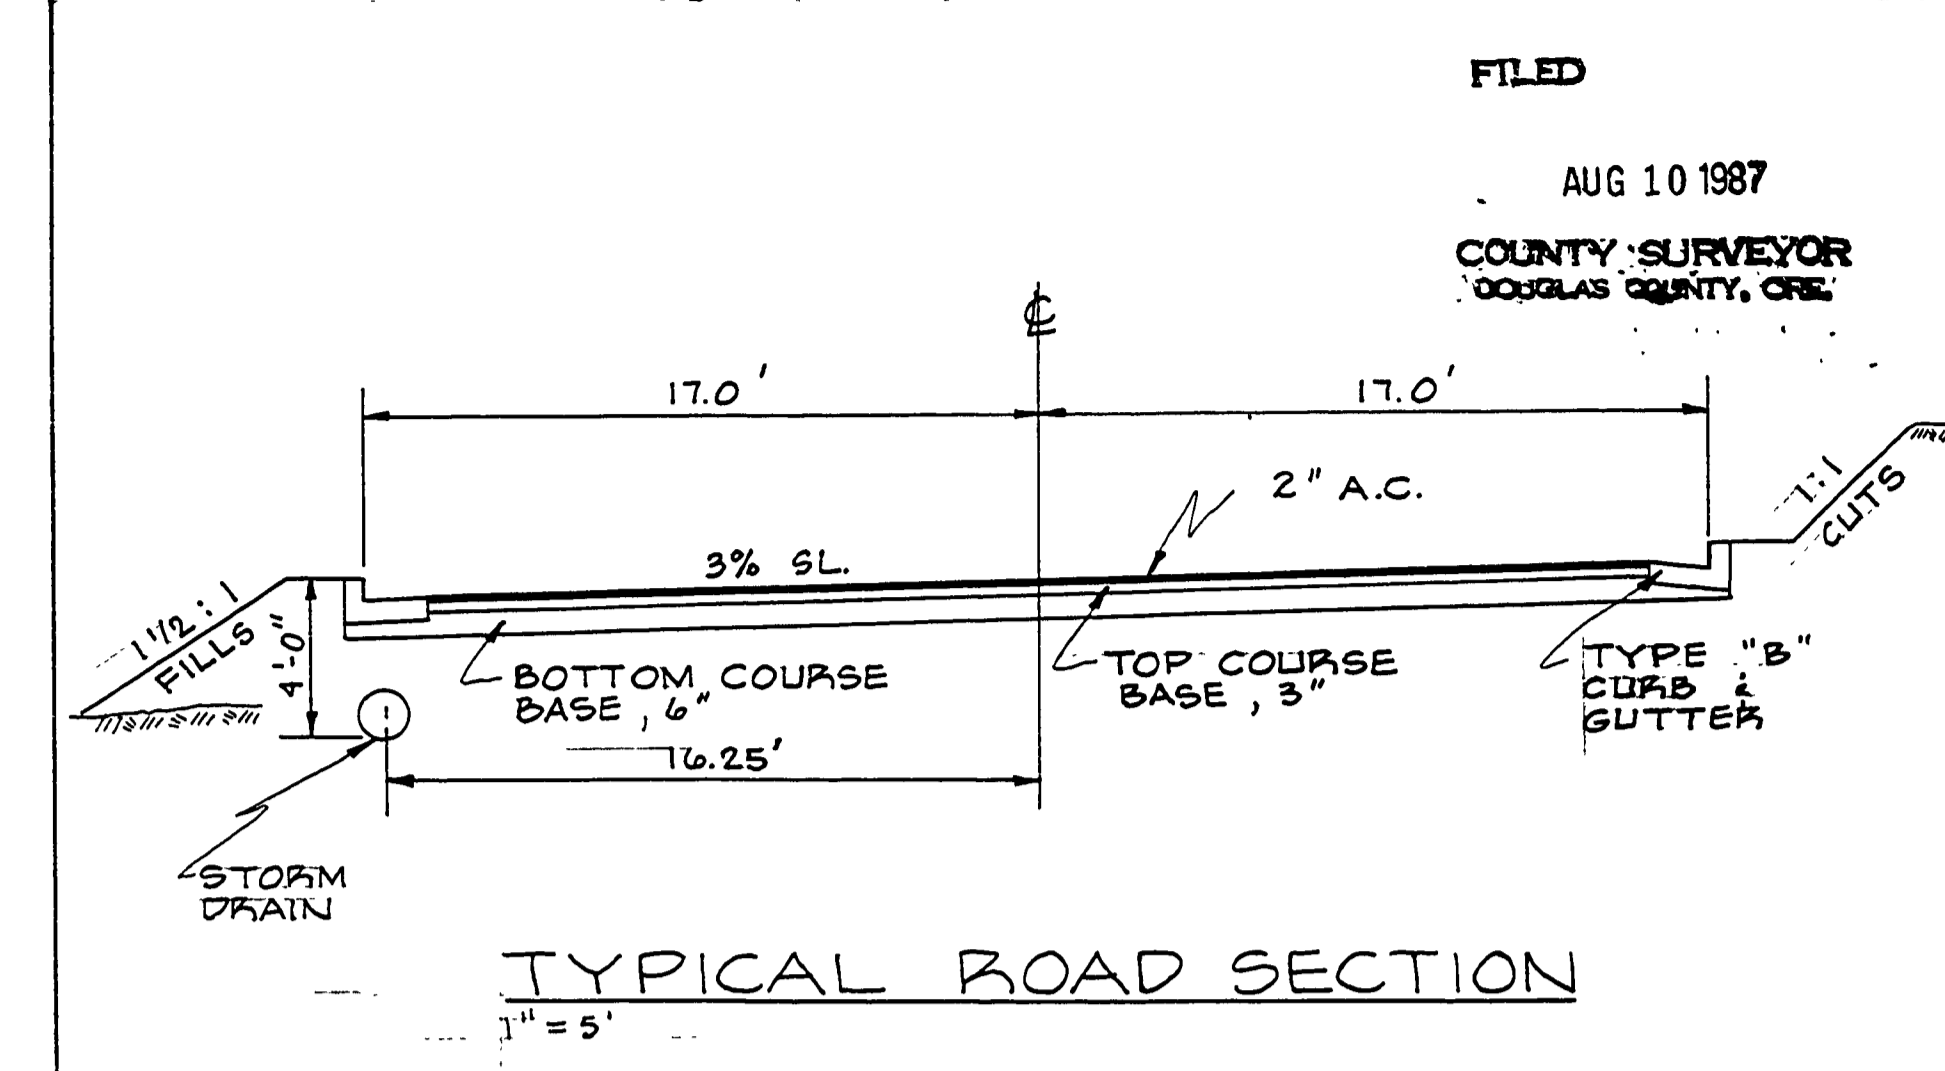 FILED
AUG 10 1987
COUNTY SURVEYOR
DOUGLAS COUNTY, ORE.
℄
17.0'
17.0'
2" A.C.
3% SL.
1:1
CUTS
1 1/2 : 1
FILLS
4'-0"
BOTTOM COURSE
BASE, 6"
TOP COURSE
BASE, 3"
TYPE "B"
CURB &
GUTTER
16.25'
STORM
DRAIN
TYPICAL ROAD SECTION
1" = 5'